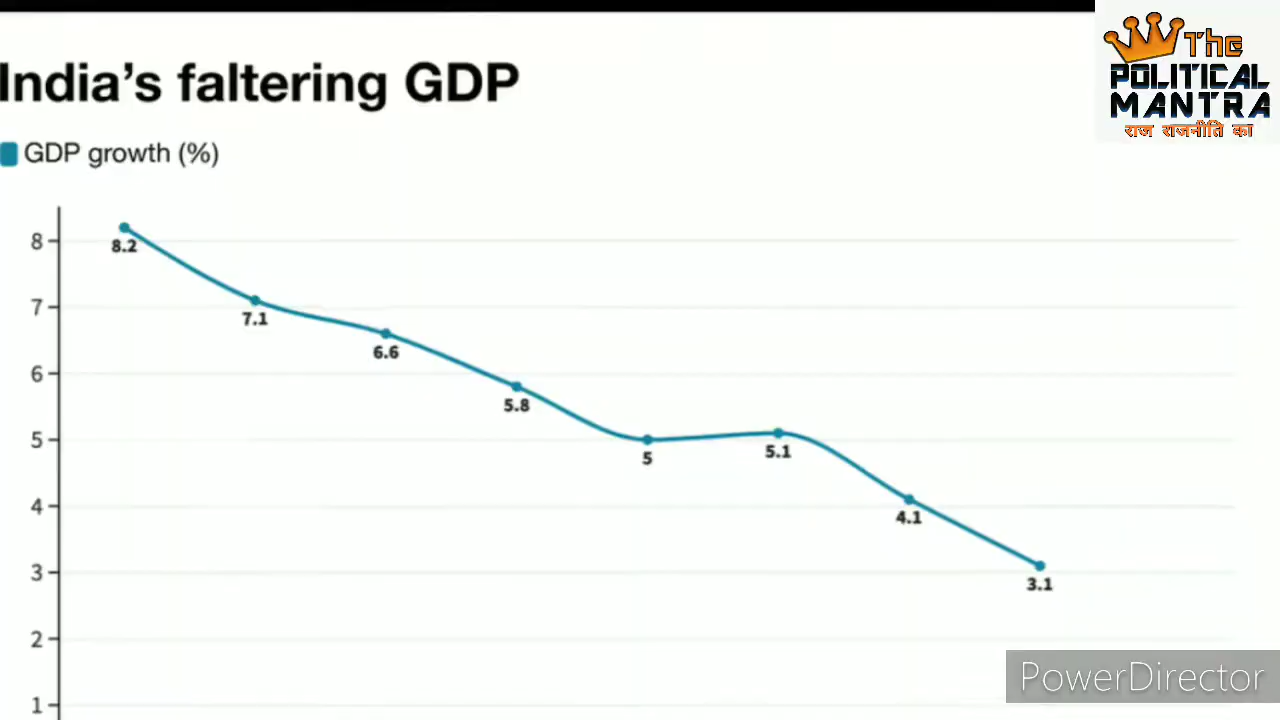 The
POLITICAL
MANTRA
राज राजनीति का
India's faltering GDP
GDP growth (%)
8
7
6
5
4
3
2
1
8.2
7.1
6.6
5.8
5
5.1
4.1
3.1
PowerDirector